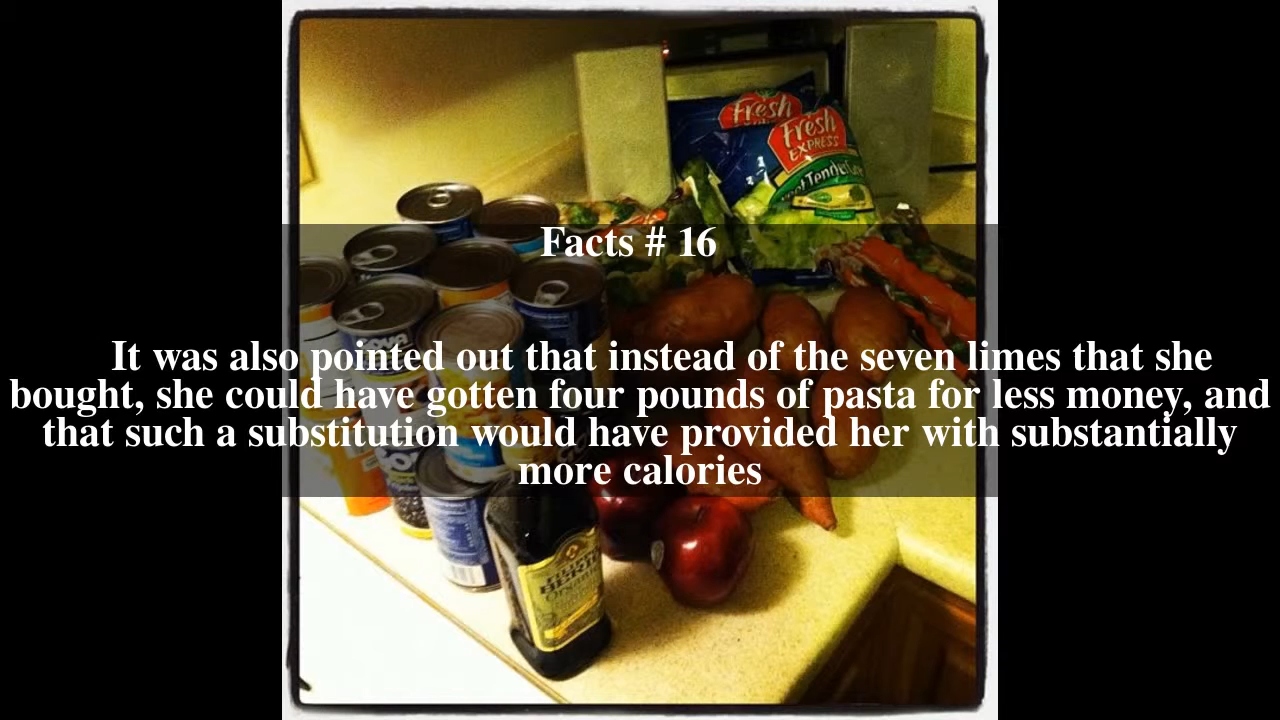 Fresh
Fresh
EXPRESS
Facts # 16
It was also pointed out that instead of the seven limes that she
bought, she could have gotten four pounds of pasta for less money, and
that such a substitution would have provided her with substantially
more calories
Organic